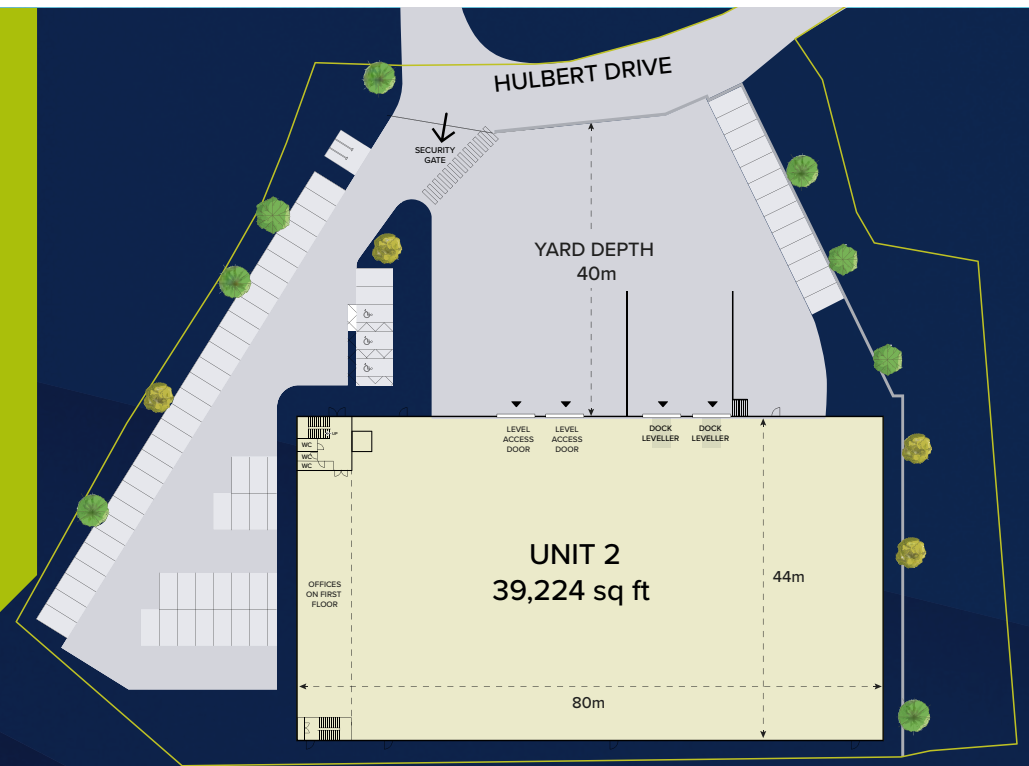 HULBERT DRIVE
SECURITY
GATE
YARD DEPTH
40m
LEVEL
ACCESS
DOOR
LEVEL
ACCESS
DOOR
DOCK
LEVELLER
DOCK
LEVELLER
UP
WC
WC
WC
UNIT 2
39,224 sq ft
44m
OFFICES
ON FIRST
FLOOR
80m